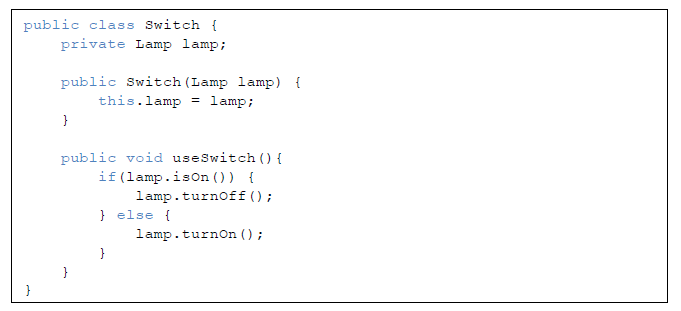 public class Switch {
    private Lamp lamp;

    public Switch(Lamp lamp) {
        this.lamp = lamp;
    }

    public void useSwitch(){
        if(lamp.isOn()) {
            lamp.turnOff();
        } else {
            lamp.turnOn();
        }
    }
}